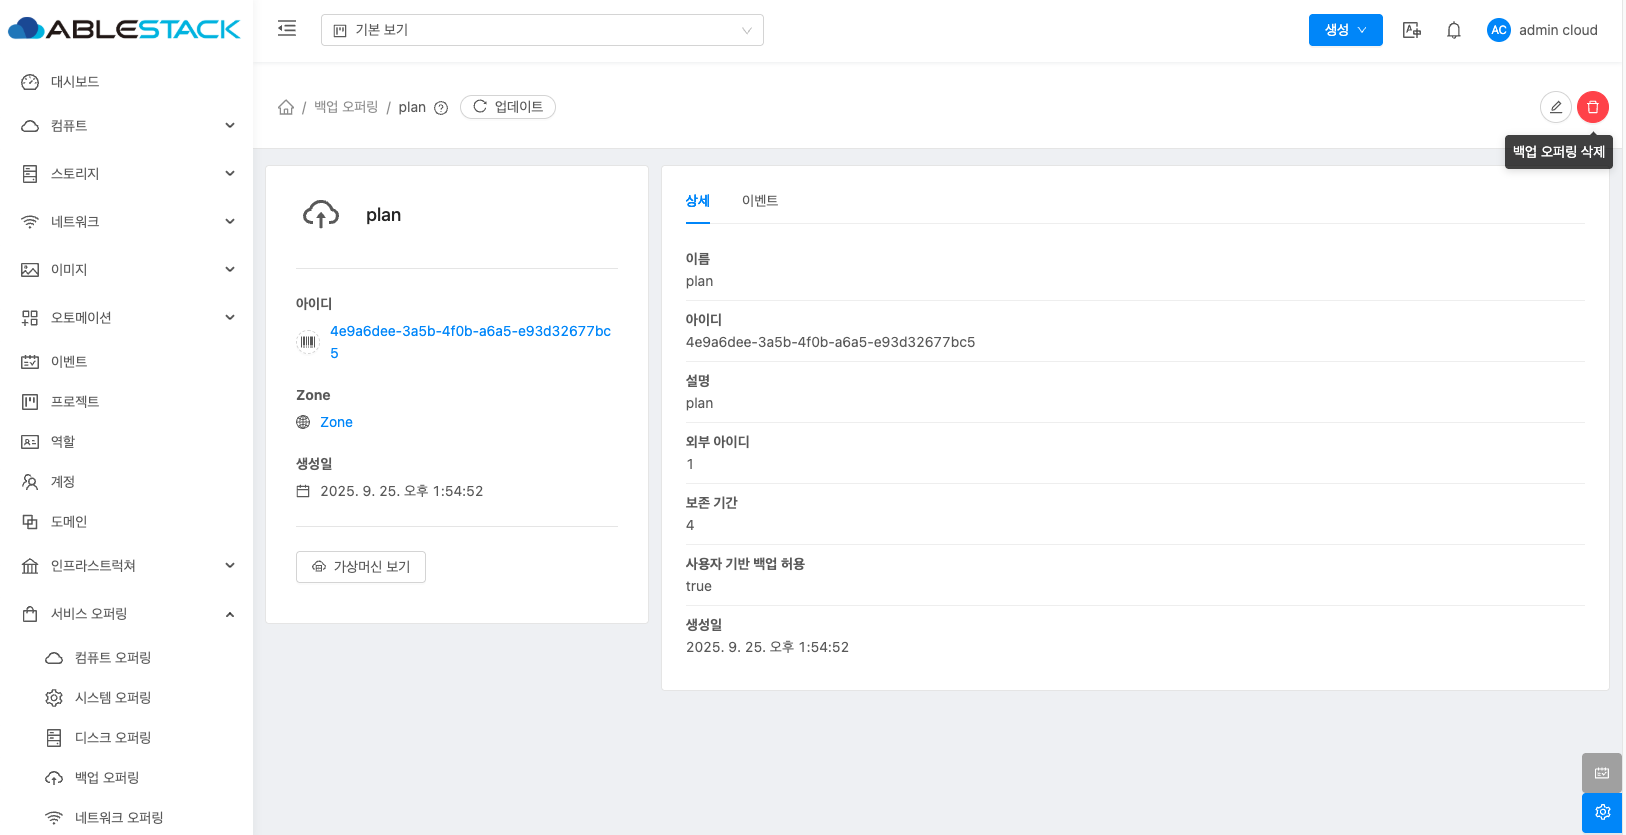 ABLESTACK
기본 보기
생성
AC
admin cloud
대시보드
컴퓨트
스토리지
네트워크
이미지
오토메이션
이벤트
프로젝트
역할
계정
도메인
인프라스트럭쳐
서비스 오퍼링
컴퓨트 오퍼링
시스템 오퍼링
디스크 오퍼링
백업 오퍼링
네트워크 오퍼링
/ 백업 오퍼링 / plan
업데이트
백업 오퍼링 삭제
plan
아이디
4e9a6dee-3a5b-4f0b-a6a5-e93d32677bc
5
Zone
Zone
생성일
2025. 9. 25. 오후 1:54:52
가상머신 보기
상세
이벤트
이름
plan
아이디
4e9a6dee-3a5b-4f0b-a6a5-e93d32677bc5
설명
plan
외부 아이디
1
보존 기간
4
사용자 기반 백업 허용
true
생성일
2025. 9. 25. 오후 1:54:52